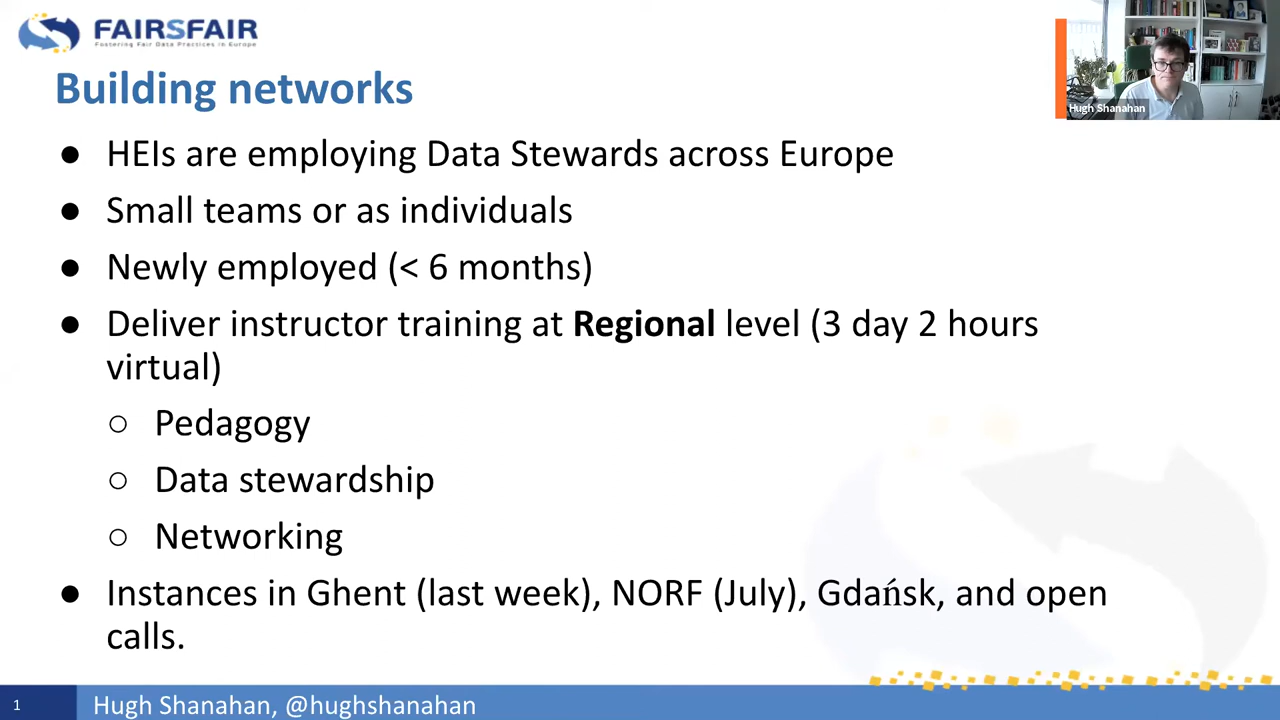 FAIRSFAIR
Fostering Fair Data Practices in Europe
Building networks
Hugh Shanahan
● HEIs are employing Data Stewards across Europe
● Small teams or as individuals
● Newly employed (< 6 months)
● Deliver instructor training at Regional level (3 day 2 hours
virtual)
○ Pedagogy
○ Data stewardship
○ Networking
● Instances in Ghent (last week), NORF (July), Gdańsk, and open
calls.
1
Hugh Shanahan, @hughshanahan